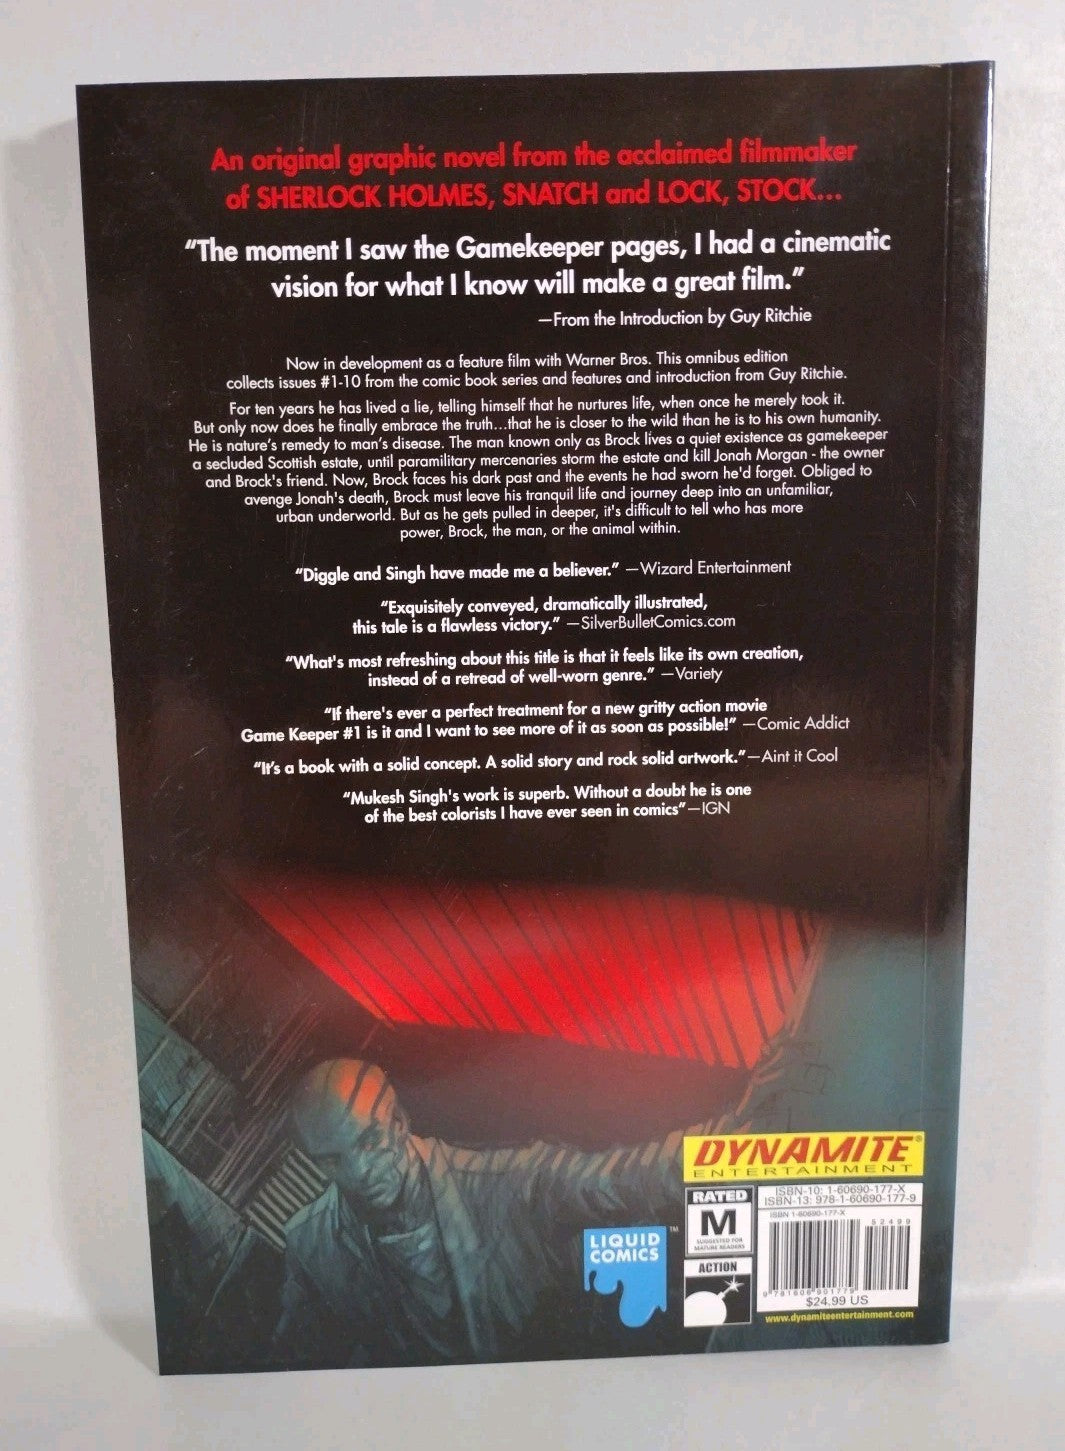 An original graphic novel from the acclaimed filmmaker
of SHERLOCK HOLMES, SNATCH and LOCK, STOCK...
“The moment I saw the Gamekeeper pages, I had a cinematic
vision for what I know will make a great film.”
—From the Introduction by Guy Ritchie
Now in development as a feature film with Warner Bros. This omnibus edition
collects issues #1-10 from the comic book series and features and introduction from Guy Ritchie.
For ten years he has lived a lie, telling himself that he nurtures life, when once he merely took it.
But only now does he finally embrace the truth...that he is closer to the wild than he is to his own humanity.
He is nature’s remedy to man’s disease. The man known only as Brock lives a quiet existence as gamekeeper
a secluded Scottish estate, until paramilitary mercenaries storm the estate and kill Jonah Morgan - the owner
and Brock's friend. Now, Brock faces his dark past and the events he had sworn he'd forget. Obliged to
avenge Jonah's death, Brock must leave his tranquil life and journey deep into an unfamiliar,
urban underworld. But as he gets pulled in deeper, it's difficult to tell who has more
power, Brock, the man, or the animal within.
“Diggle and Singh have made me a believer.” —Wizard Entertainment
“Exquisitely conveyed, dramatically illustrated,
this tale is a flawless victory.” —SilverBulletComics.com
“What's most refreshing about this title is that it feels like its own creation,
instead of a retread of well-worn genre.” —Variety
“If there's ever a perfect treatment for a new gritty action movie
Game Keeper #1 is it and I want to see more of it as soon as possible!” —Comic Addict
“It’s a book with a solid concept. A solid story and rock solid artwork.”—Aint it Cool
“Mukesh Singh's work is superb. Without a doubt he is one
of the best colorists I have ever seen in comics”—IGN
DYNAMITE®
ENTERTAINMENT
RATED
M
SUGGESTED FOR
MATURE READERS
ACTION
LIQUID
COMICS
™
ISBN-10: 1-60690-177-X
ISBN-13: 978-1-60690-177-9
ISBN 1-60690-177-X
52499
9781606901779
$24.99 US
www.dynamiteentertainment.com